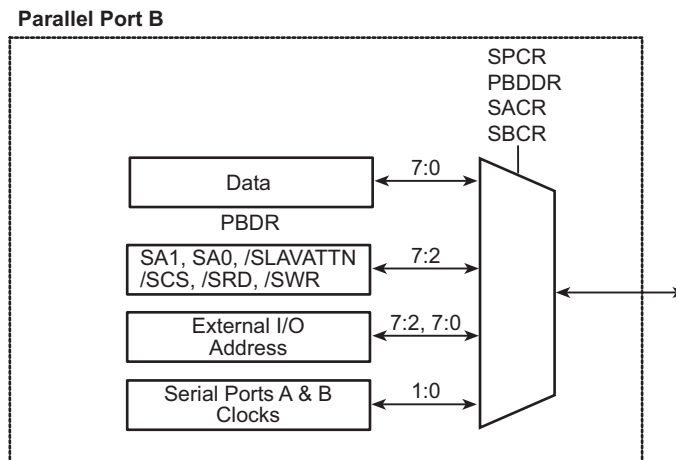 Parallel Port B
SPCR
PBDDR
SACR
SBCR
Data
7:0
PBDR
SA1, SA0, /SLAVATTN
/SCS, /SRD, /SWR
7:2
External I/O
Address
7:2, 7:0
Serial Ports A & B
Clocks
1:0